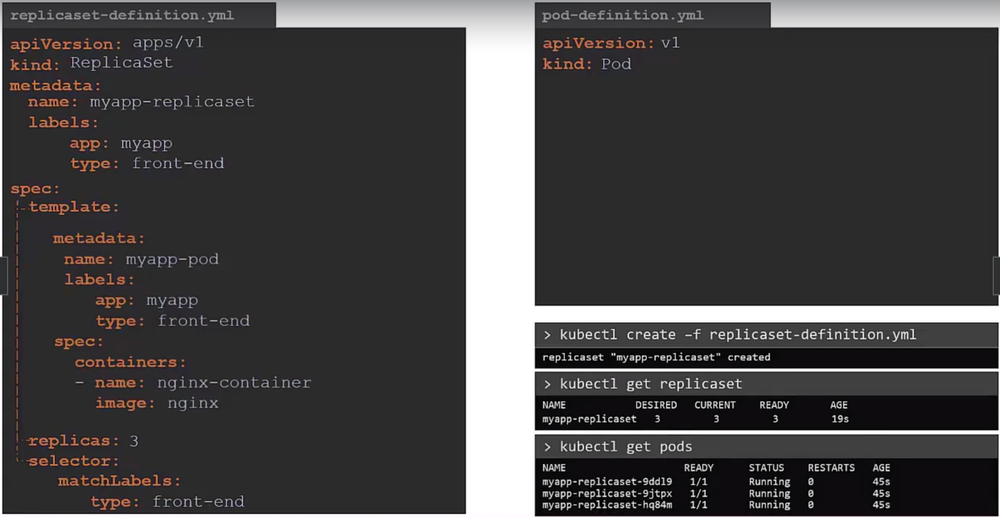 replicaset-definition.yml
apiVersion: apps/v1
kind: ReplicaSet
metadata:
  name: myapp-replicaset
  labels:
      app: myapp
      type: front-end
spec:
  template:
    metadata:
     name: myapp-pod
     labels:
        app: myapp
        type: front-end
    spec:
      containers:
      - name: nginx-container
        image: nginx
  replicas: 3
  selector:
     matchLabels:
        type: front-end
pod-definition.yml
apiVersion: v1
kind: Pod
> kubectl create –f replicaset-definition.yml
replicaset "myapp-replicaset" created
> kubectl get replicaset
NAME DESIRED CURRENT READY AGE
myapp-replicaset 3 3 3 19s
> kubectl get pods
NAME READY STATUS RESTARTS AGE
myapp-replicaset-9ddl9 1/1 Running 0 45s
myapp-replicaset-9jtpx 1/1 Running 0 45s
myapp-replicaset-hq84m 1/1 Running 0 45s